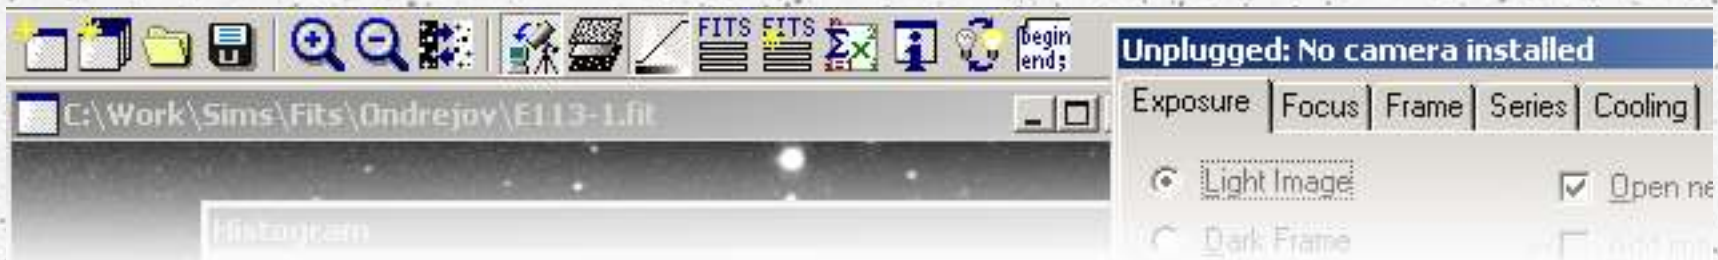 FITS FITS begin
end;
Unplugged: No camera installed
C:\Work\Sims\Fits\Ondrejov\E113-1.fit
Exposure Focus Frame Series Cooling
Light Image Open ne
Histogram
Dark Frame